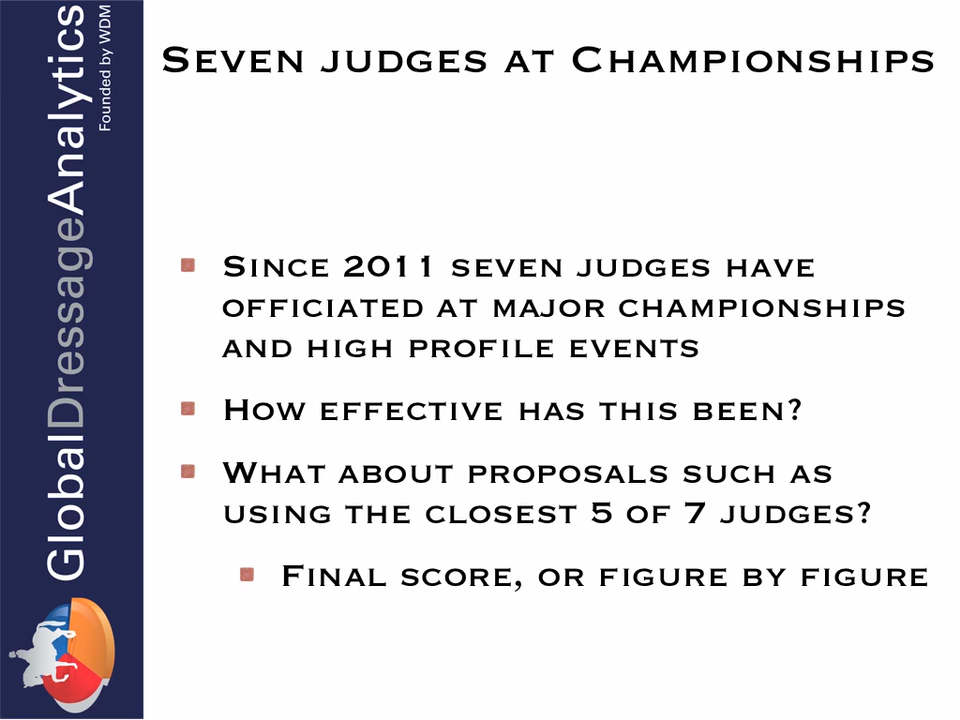 GlobalDressageAnalytics
Founded by WDM
Seven judges at Championships
Since 2011 seven judges have
officiated at major championships
and high profile events
How effective has this been?
What about proposals such as
using the closest 5 of 7 judges?
Final score, or figure by figure